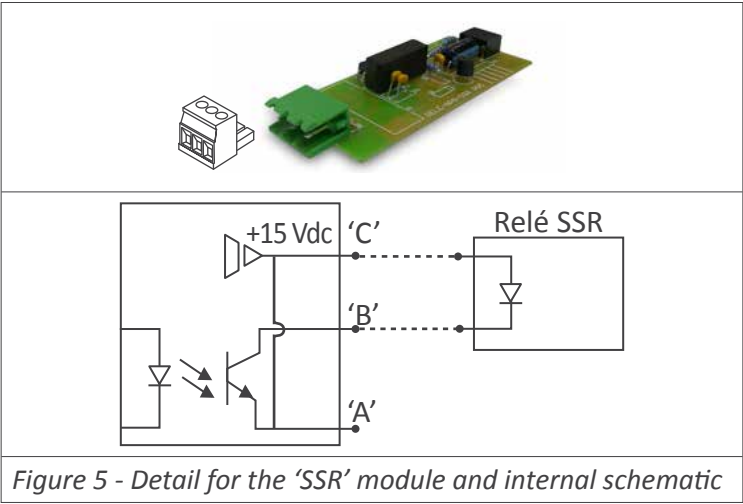 +15 Vdc 'C'
Relé SSR
'B'
'A'
Figure 5 - Detail for the ‘SSR’ module and internal schematic